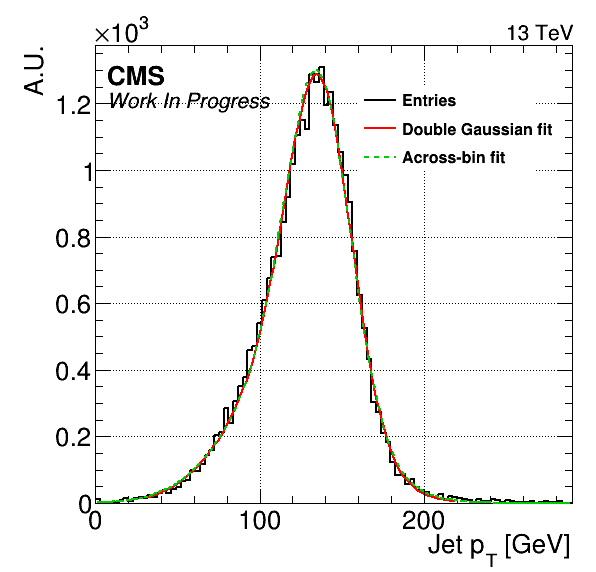 ×10³
13 TeV
A.U.
CMS
Work In Progress
Entries
Double Gaussian fit
Across-bin fit
1.2
1
0.8
0.6
0.4
0.2
0
0 100 200
Jet p_T [GeV]